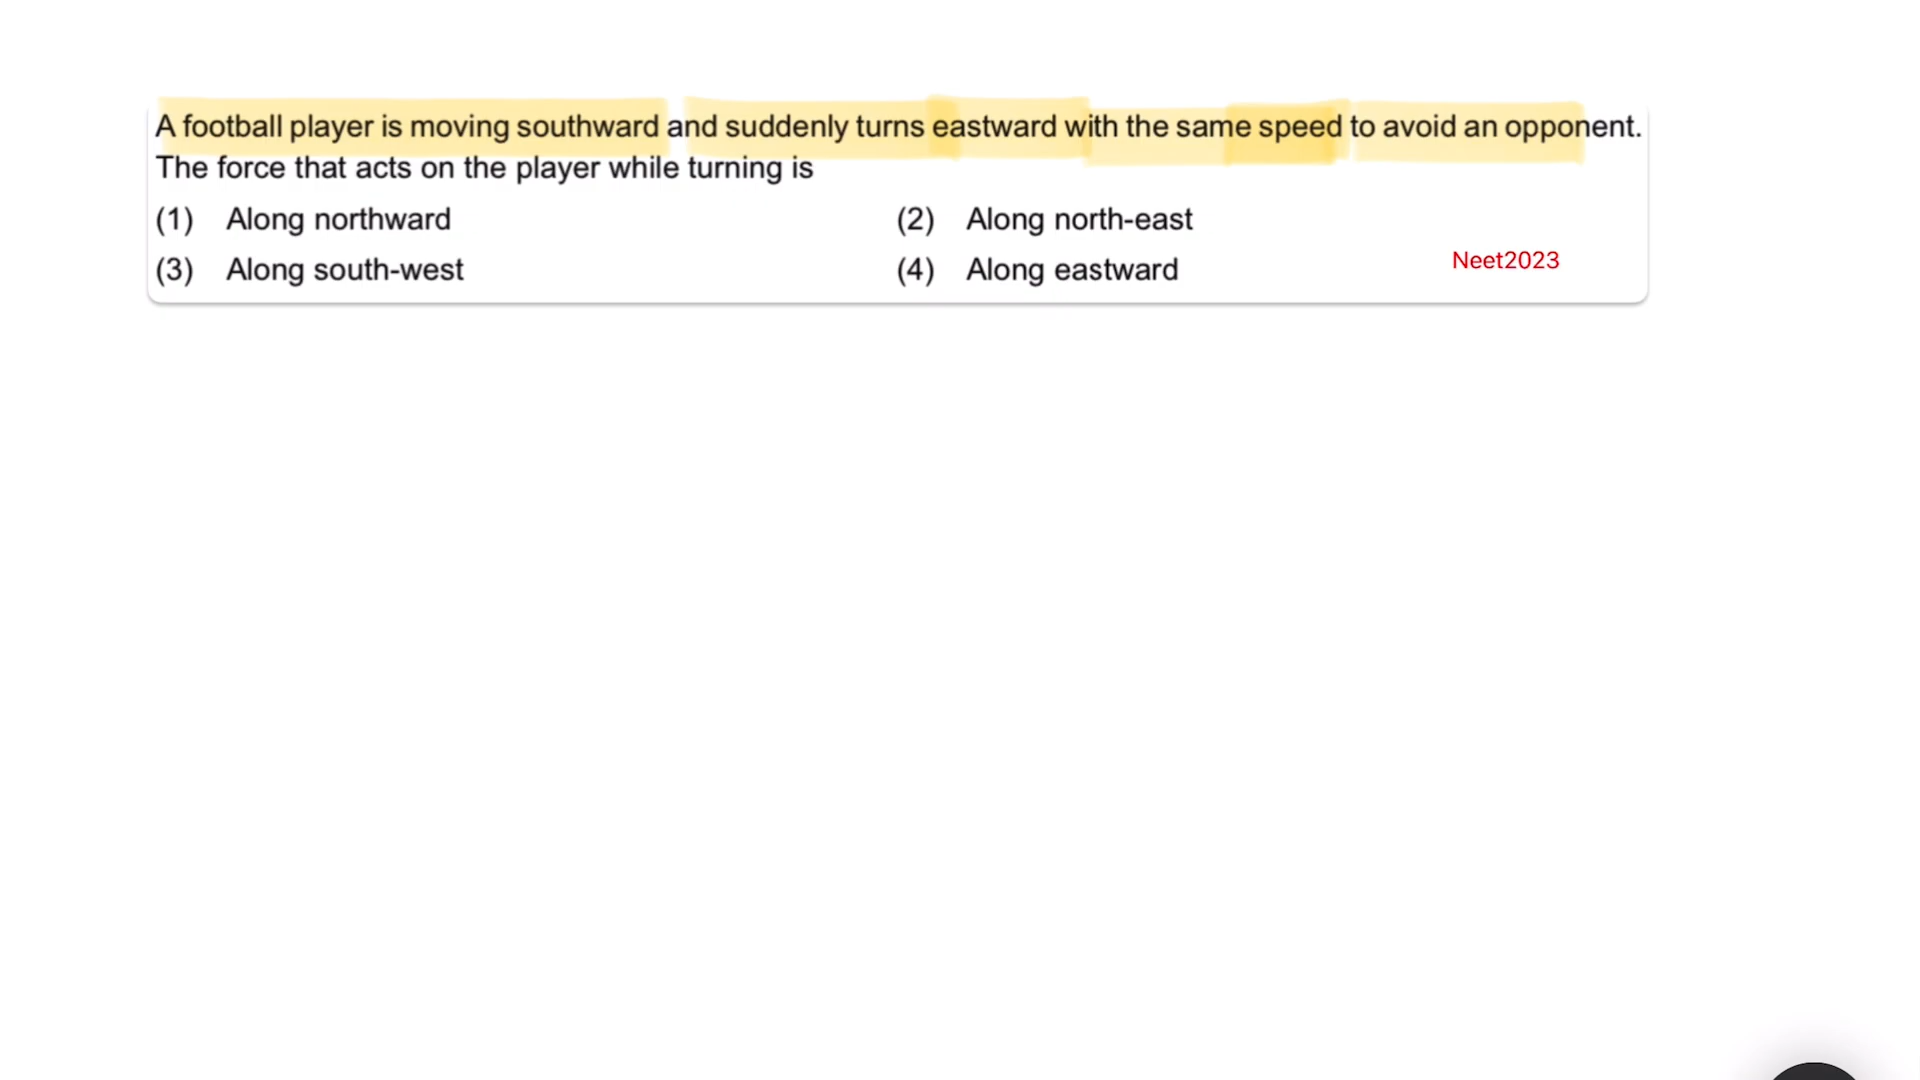 A football player is moving southward and suddenly turns eastward with the same speed to avoid an opponent.
The force that acts on the player while turning is
(1) Along northward (2) Along north-east
(3) Along south-west (4) Along eastward
Neet2023